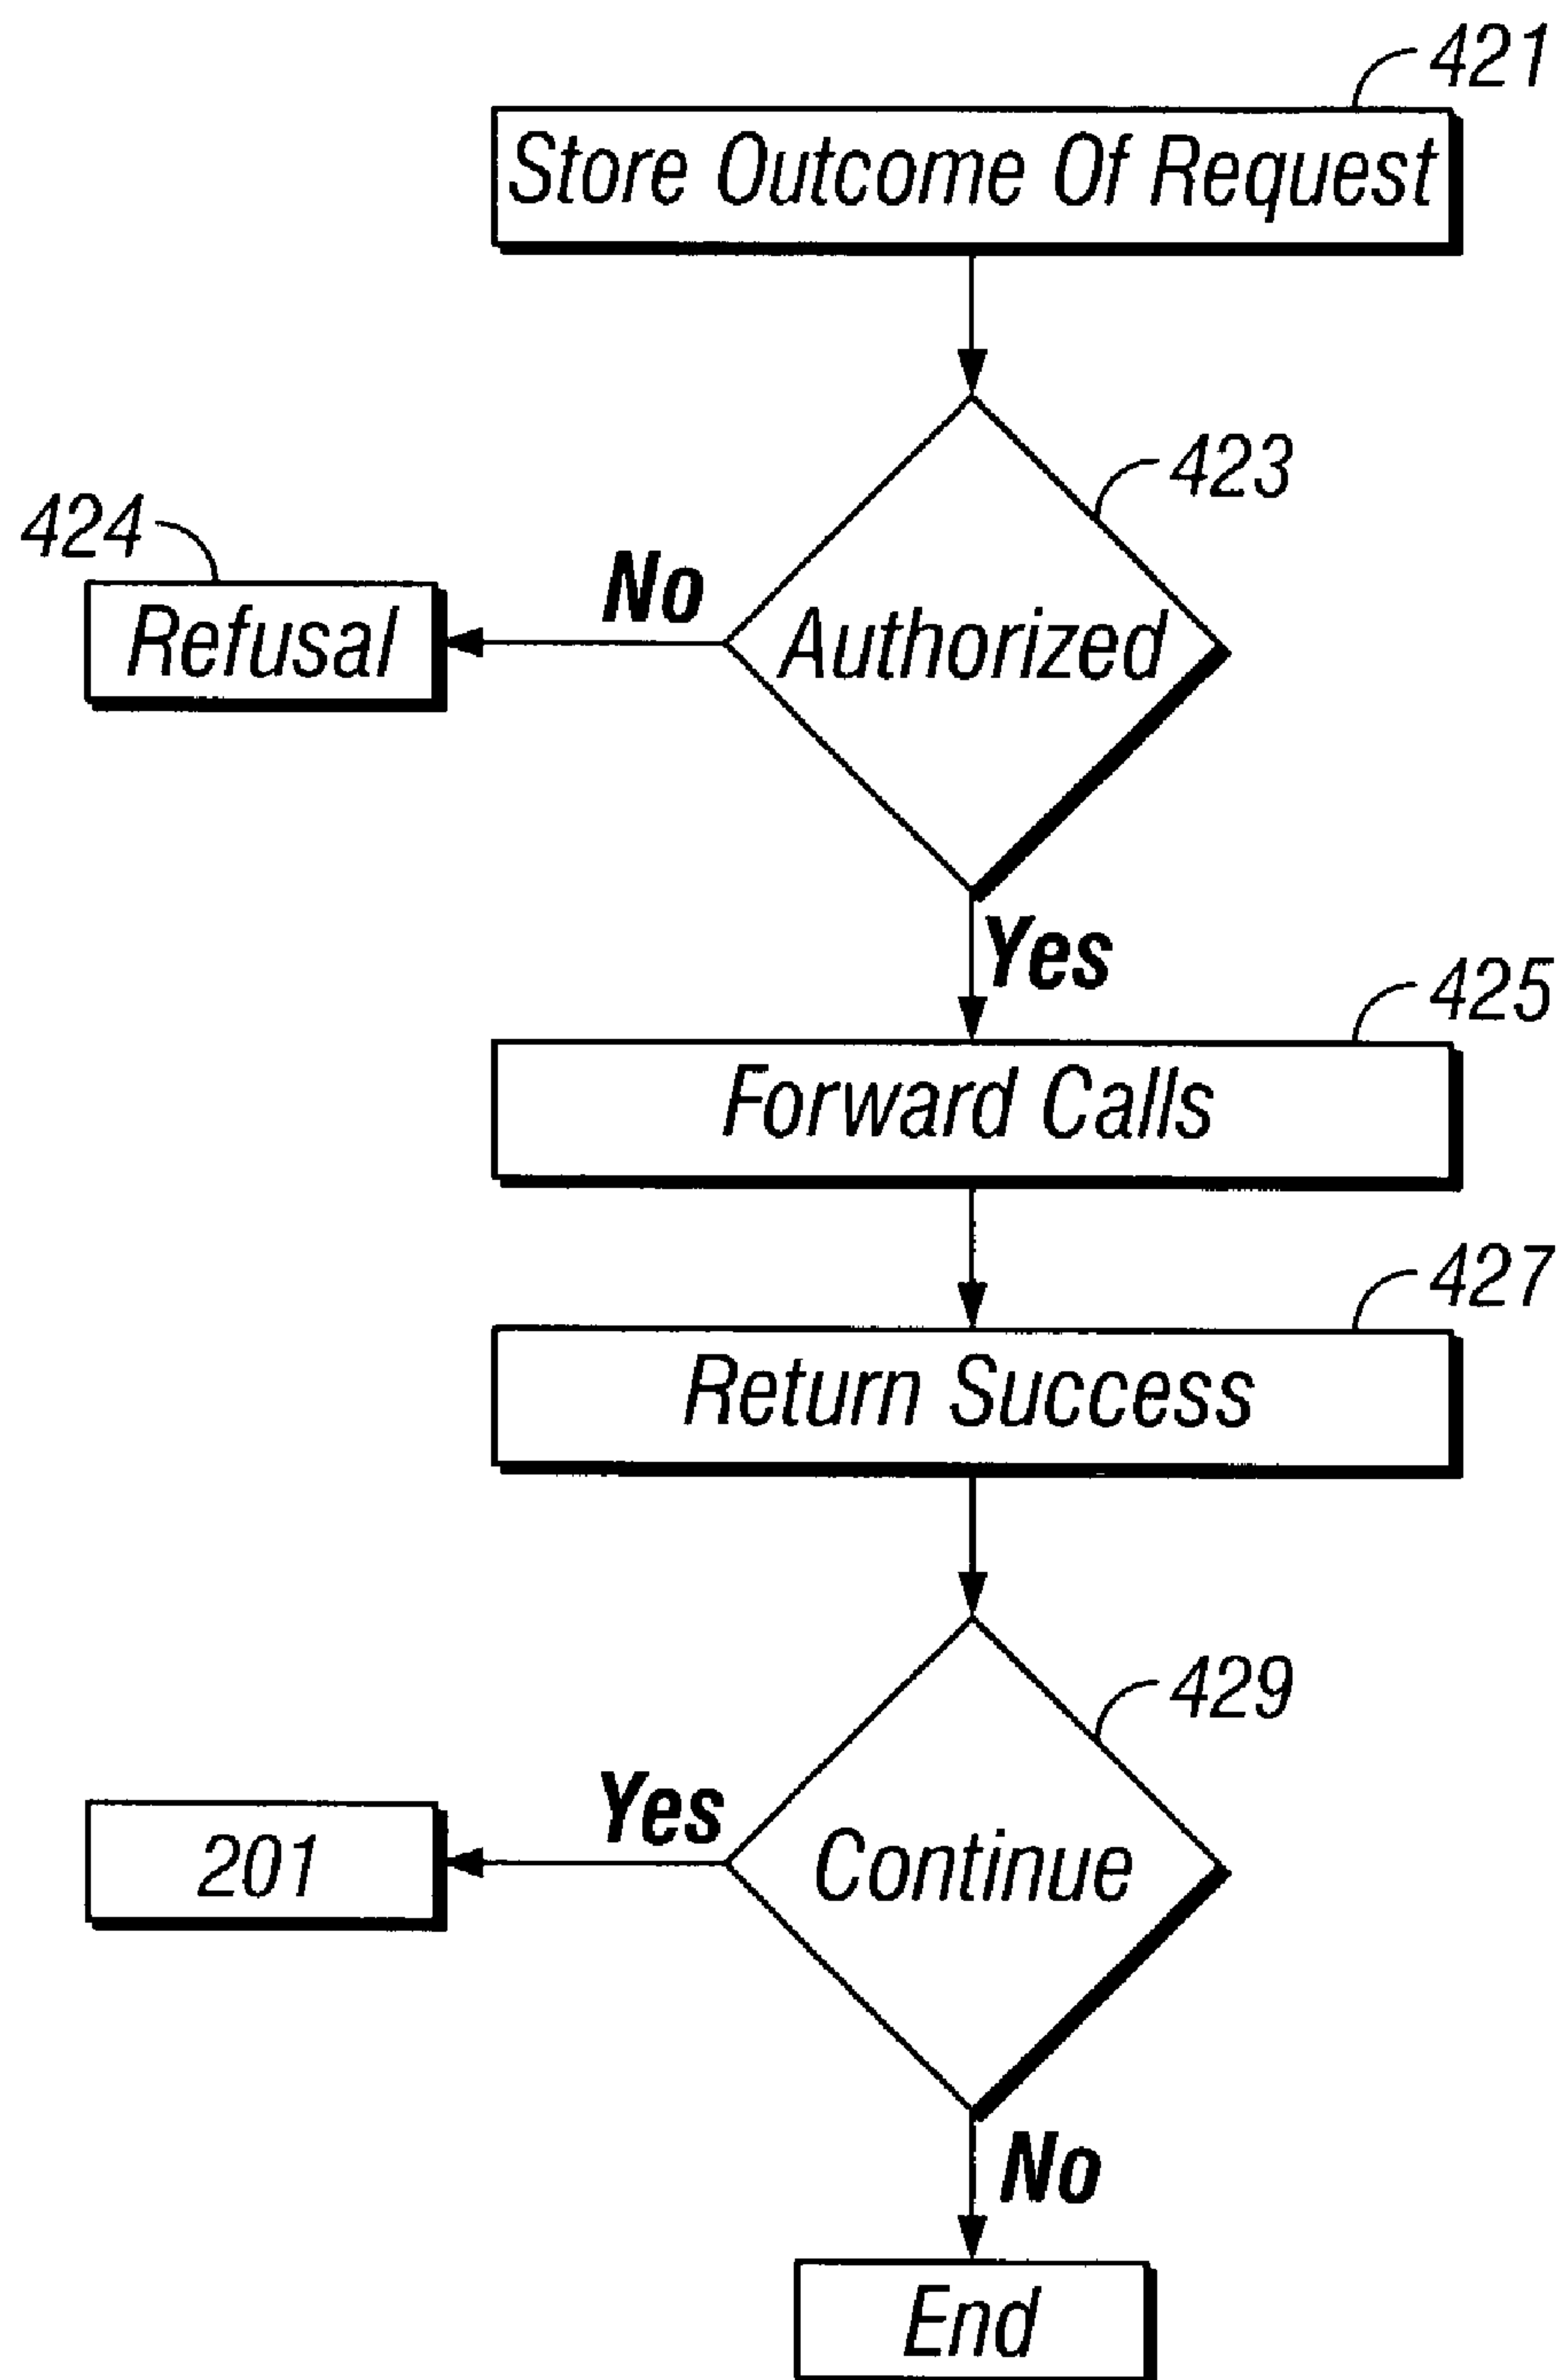 421
Store Outcome Of Request
423
424
No
Refusal
Authorized
Yes
425
Forward Calls
427
Return Success
429
Yes
201
Continue
No
End